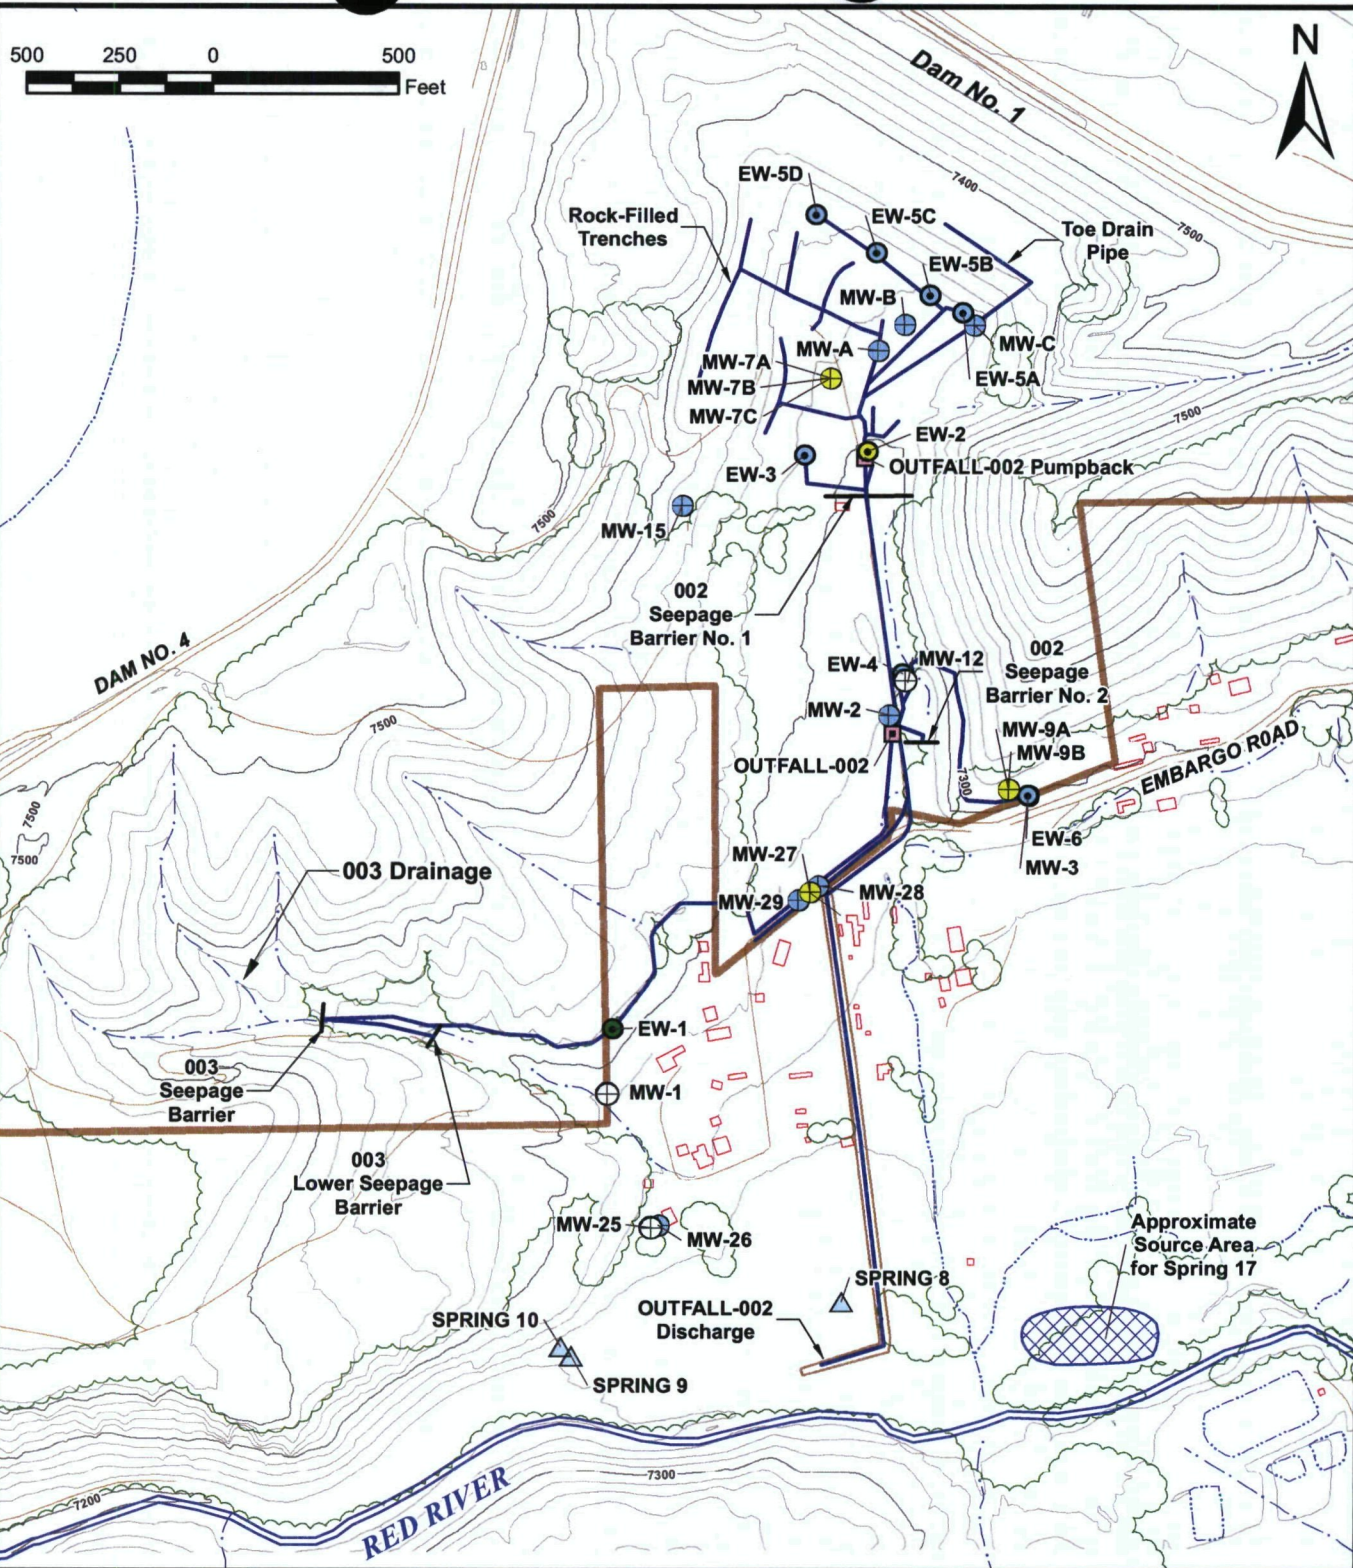 500 250 0 500
Feet
N
Dam No. 1
7400
7500
EW-5D
EW-5C
Rock-Filled
Trenches
Toe Drain
Pipe
EW-5B
MW-B
MW-A
MW-C
MW-7A
EW-5A
MW-7B
MW-7C
7500
EW-2
OUTFALL-002 Pumpback
EW-3
7500
MW-15
002
Seepage
Barrier No. 1
DAM NO. 4
EW-4
MW-12
002
Seepage
Barrier No. 2
MW-2
7500
MW-9A
MW-9B
OUTFALL-002
7300
EMBARGO ROAD
7500
7500
EW-6
MW-3
MW-27
003 Drainage
MW-28
MW-29
EW-1
003
Seepage
Barrier
MW-1
003
Lower Seepage
Barrier
MW-25
MW-26
Approximate
Source Area
for Spring 17
SPRING 8
OUTFALL-002
Discharge
SPRING 10
SPRING 9
7300
7200
RED RIVER